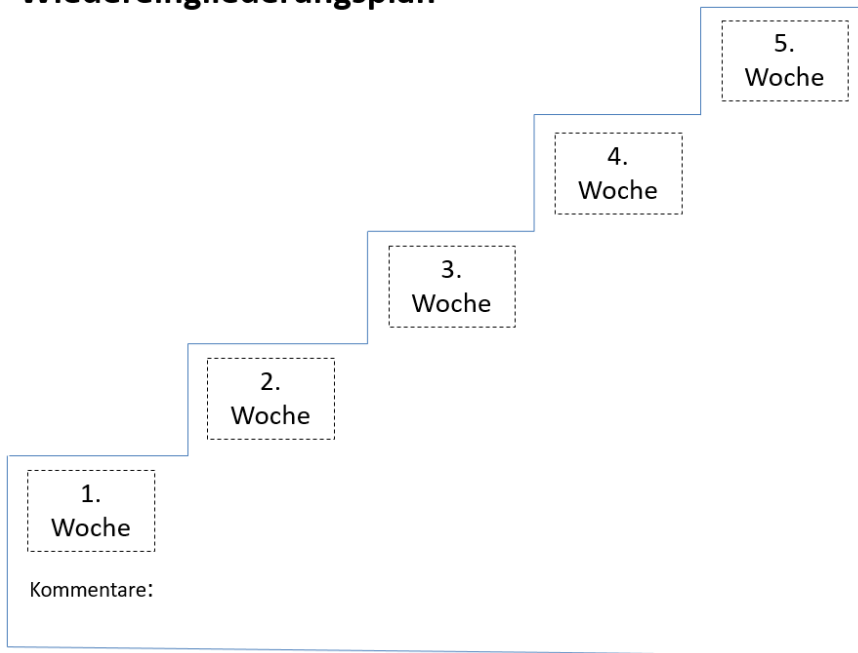 Wiedereingliederungsplan
5.
Woche
4.
Woche
3.
Woche
2.
Woche
1.
Woche
Kommentare: